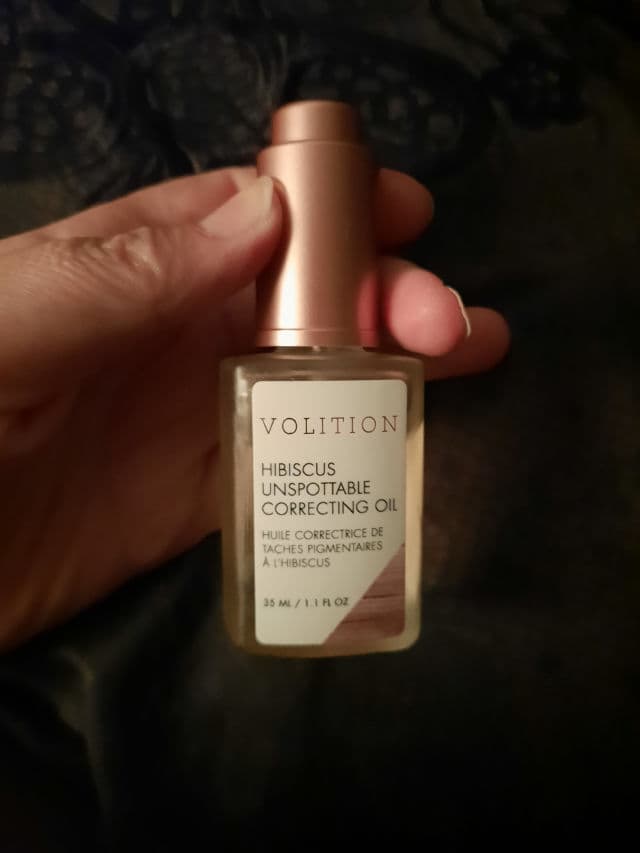 VOLITION
HIBISCUS
UNSPOTTABLE
CORRECTING OIL
HUILE CORRECTRICE DE
TACHES PIGMENTAIRES
À L'HIBISCUS
35 ML / 1.1 FL OZ